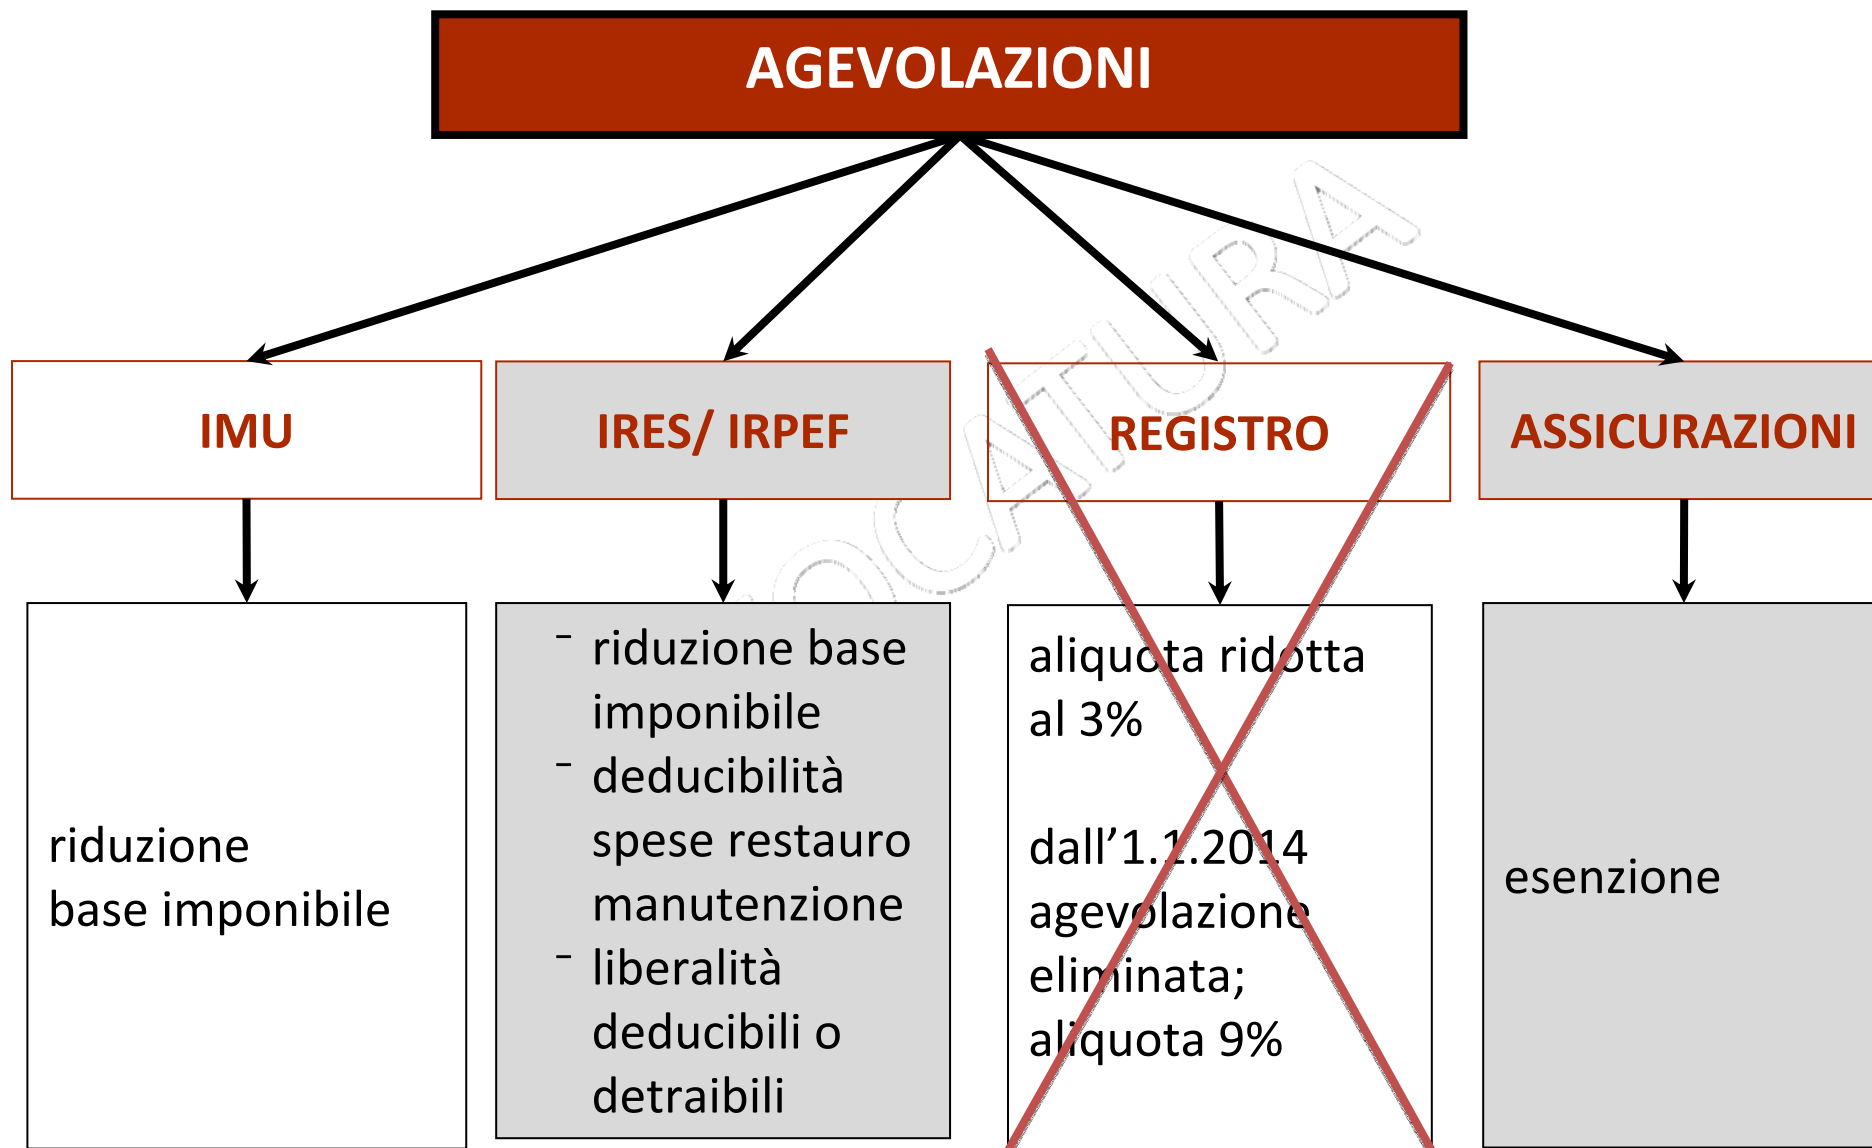 AGEVOLAZIONI
IMU
IRES/ IRPEF
REGISTRO
ASSICURAZIONI
riduzione
base imponibile
- riduzione base
imponibile
- deducibilità
spese restauro
manutenzione
- liberalità
deducibili o
detraibili
aliquota ridotta
al 3%
dall’1.1.2014
agevolazione
eliminata;
aliquota 9%
esenzione